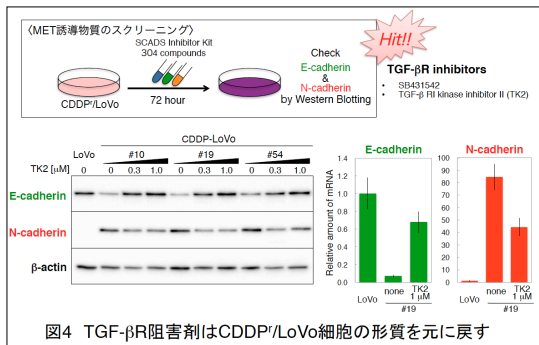 〈MET誘導物質のスクリーニング〉
SCADS Inhibitor Kit
304 compounds
CDDPʳ/LoVo
72 hour
Check
E-cadherin
&
N-cadherin
by Western Blotting
Hit!!
TGF-βR inhibitors
• SB431542
• TGF-β RI kinase inhibitor II (TK2)
CDDP-LoVo
LoVo #10 #19 #54
TK2 [μM] 0 0 0.3 1.0 0 0.3 1.0 0 0.3 1.0
E-cadherin
N-cadherin
β-actin
E-cadherin
Relative amount of mRNA
1.4
1.2
1.0
0.8
0.6
0.4
0.2
0
LoVo none TK2 1 μM
#19
N-cadherin
100
90
80
70
60
50
40
30
20
10
0
LoVo none TK2 1 μM
#19
図4 TGF-βR阻害剤はCDDPʳ/LoVo細胞の形質を元に戻す